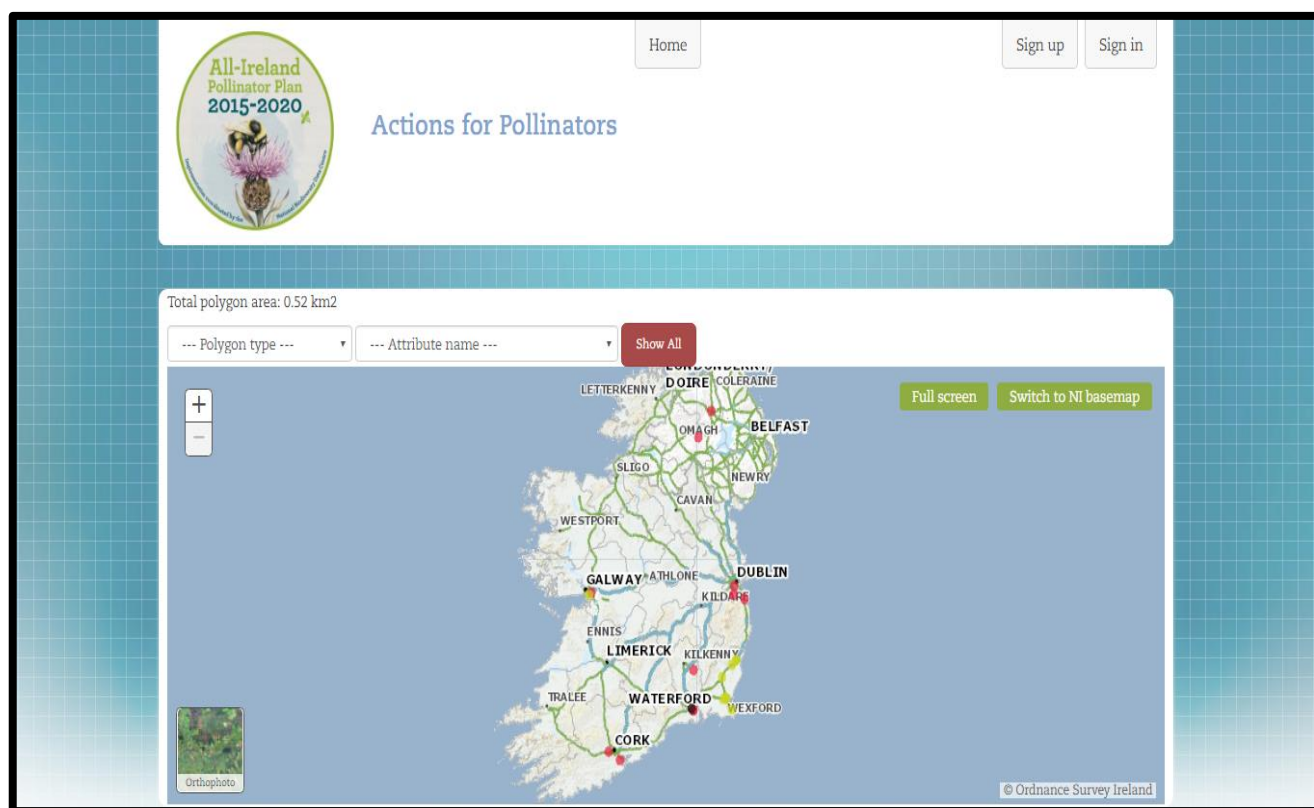 Home
Sign up
Sign in
All-Ireland
Pollinator Plan
2015-2020
Actions for Pollinators
Total polygon area: 0.52 km2
--- Polygon type ---
--- Attribute name ---
Show All
+
−
Full screen
Switch to NI basemap
DOIRE
COLERAINE
LETTERKENNY
OMAGH
BELFAST
SLIGO
NEWRY
CAVAN
WESTPORT
DUBLIN
GALWAY
ATHLONE
KILDARE
ENNIS
LIMERICK
KILKENNY
TRALEE
WATERFORD
WEXFORD
CORK
Orthophoto
© Ordnance Survey Ireland